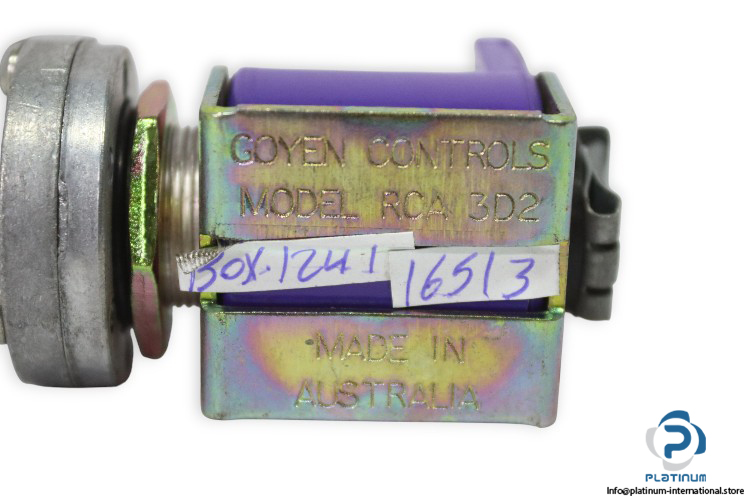 GOYEN CONTROLS
MODEL RCA 3D2
BOX.1241
16513
MADE IN
AUSTRALIA
PLATINUM
Info@platinum-international.store